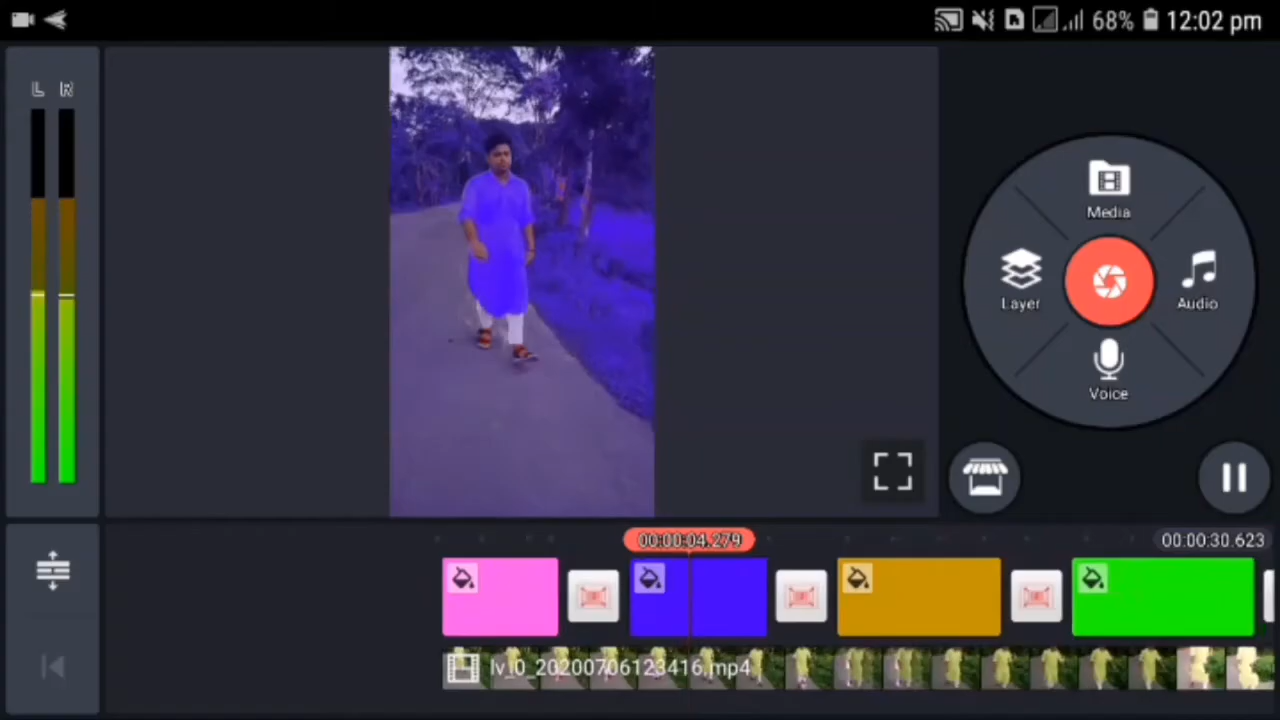 68% 12:02 pm
L R
Media
Layer
Audio
Voice
00:00:04.279
00:00:30.623
lv_0_20200706123416.mp4